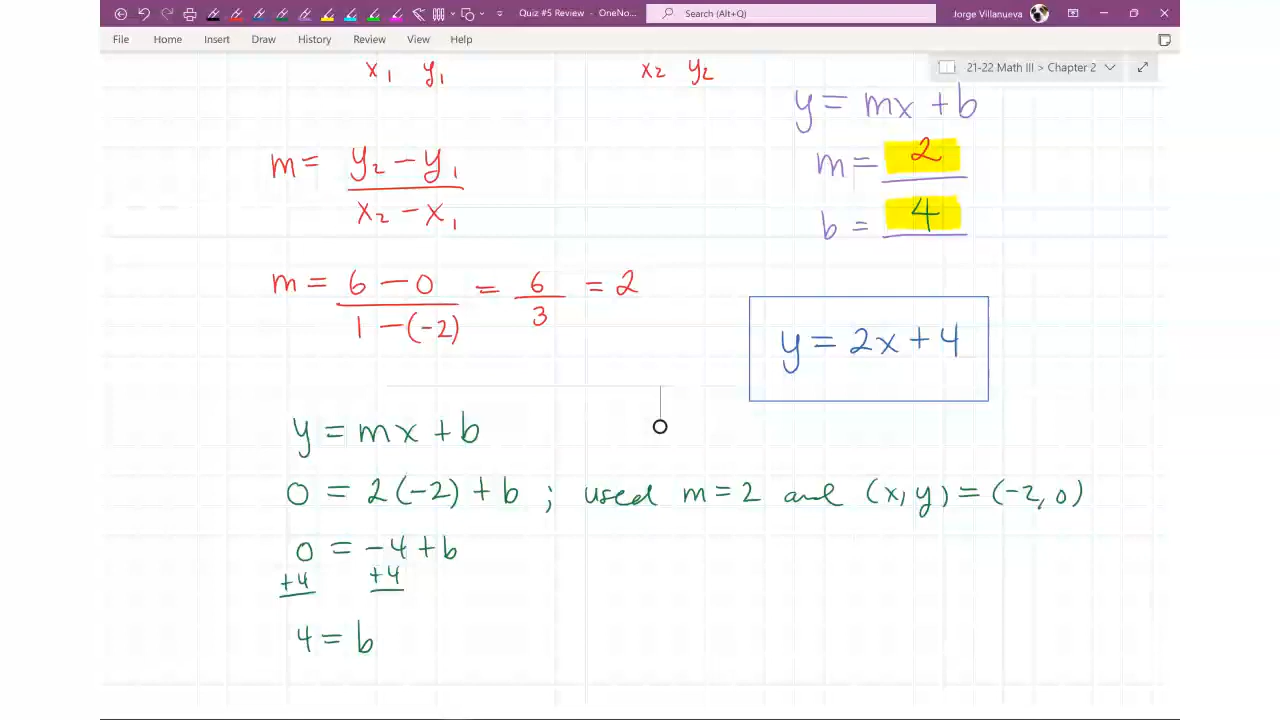 Quiz #5 Review - OneNo...
Search (Alt+Q)
Jorge Villanueva
File Home Insert Draw History Review View Help
21-22 Math III > Chapter 2
x₁ y₁ x₂ y₂
y = mx + b
m = 2
b = 4
m = (y₂ − y₁)/(x₂ − x₁)
m = (6 − 0)/(1 − (−2)) = 6/3 = 2
y = 2x + 4
y = mx + b
0 = 2(−2) + b ; used m = 2 and (x, y) = (−2, 0)
0 = −4 + b
+4 +4
4 = b